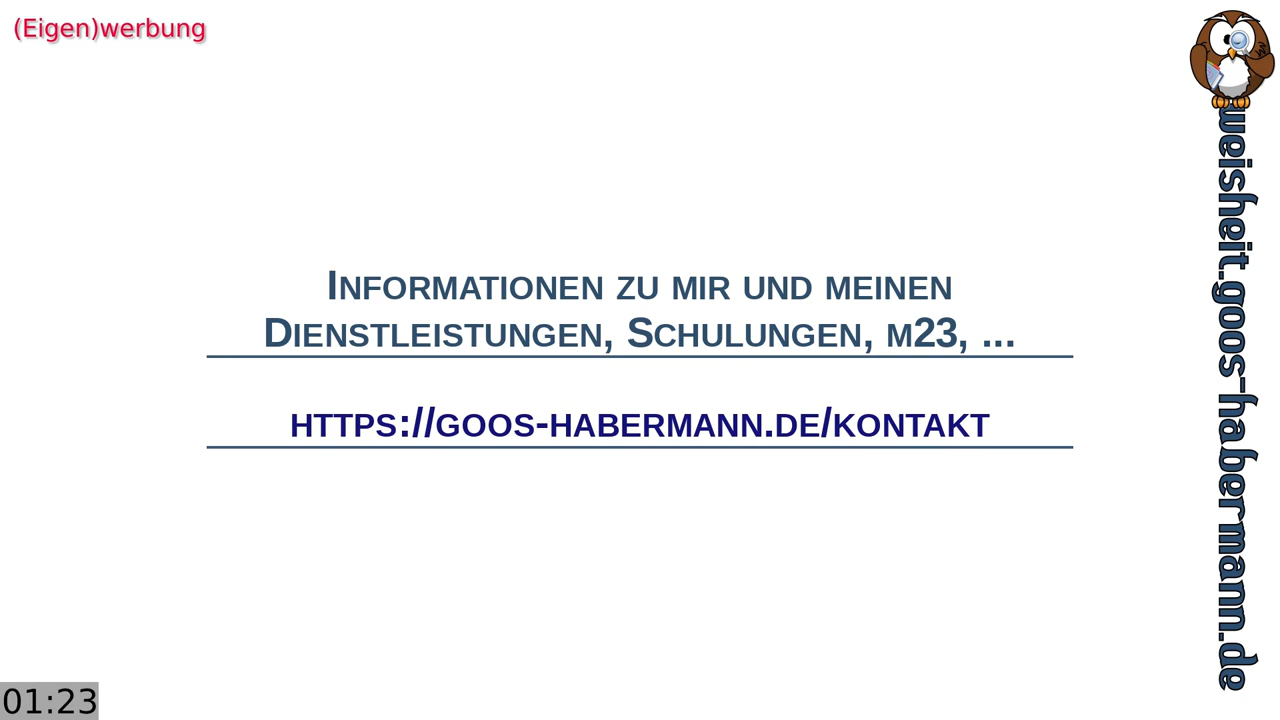 (Eigen)werbung
Informationen zu mir und meinen
Dienstleistungen, Schulungen, m23, ...
https://goos-habermann.de/kontakt
weisheit.goos-habermann.de
01:23